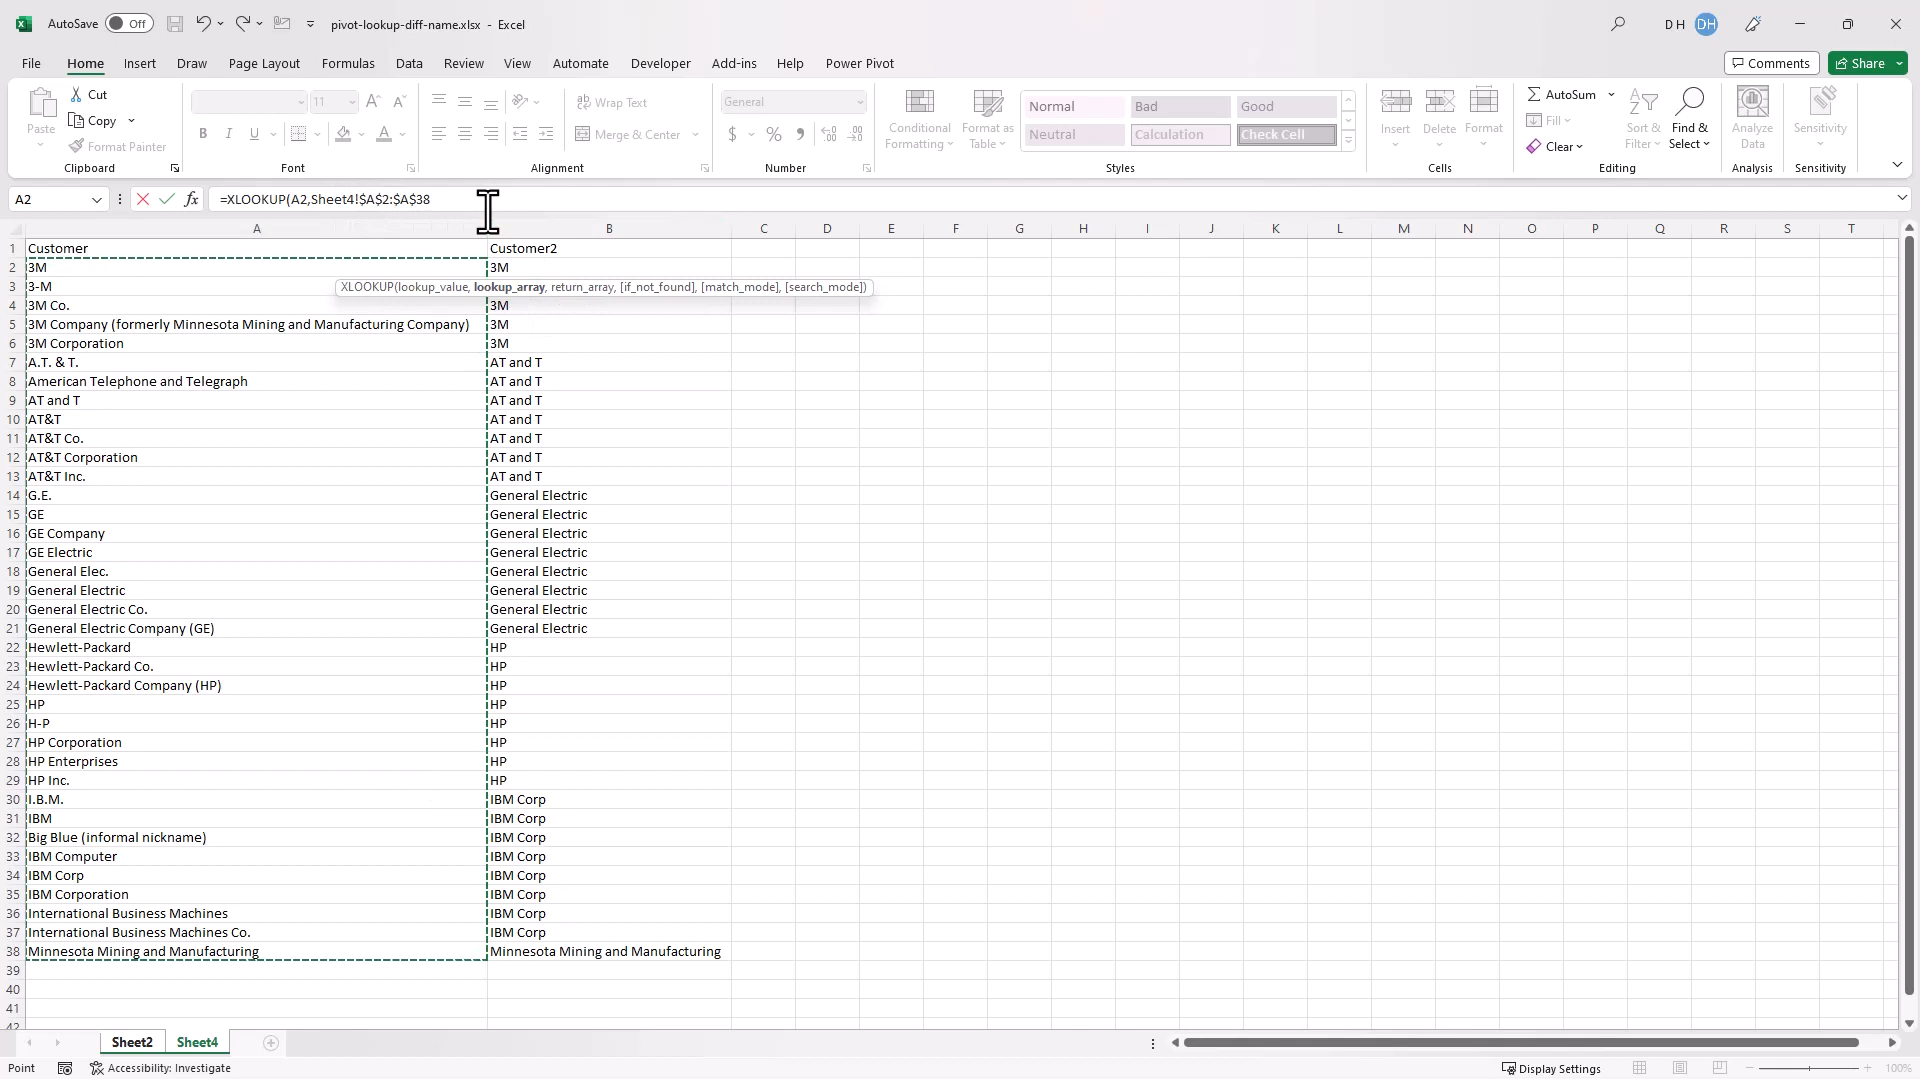 AutoSave Off pivot-lookup-diff-name.xlsx - Excel D H DH
File Home Insert Draw Page Layout Formulas Data Review View Automate Developer Add-ins Help Power Pivot Comments Share
Paste Cut Copy Format Painter Clipboard
11 B I U A Font
ab Wrap Text Merge & Center Alignment
General $ % Number
Conditional Formatting Format as Table Normal Bad Good Neutral Calculation Check Cell Styles
Insert Delete Format Cells
AutoSum Fill Clear Sort & Filter Find & Select Editing
Analyze Data Analysis
Sensitivity Sensitivity
A2 fx =XLOOKUP(A2,Sheet4!$A$2:$A$38
A B C D E F G H I J K L M N O P Q R S T
1 Customer Customer2
2 3M 3M
3 3-M XLOOKUP(lookup_value, lookup_array, return_array, [if_not_found], [match_mode], [search_mode])
4 3M Co. 3M
5 3M Company (formerly Minnesota Mining and Manufacturing Company) 3M
6 3M Corporation 3M
7 A.T. & T. AT and T
8 American Telephone and Telegraph AT and T
9 AT and T AT and T
10 AT&T AT and T
11 AT&T Co. AT and T
12 AT&T Corporation AT and T
13 AT&T Inc. AT and T
14 G.E. General Electric
15 GE General Electric
16 GE Company General Electric
17 GE Electric General Electric
18 General Elec. General Electric
19 General Electric General Electric
20 General Electric Co. General Electric
21 General Electric Company (GE) General Electric
22 Hewlett-Packard HP
23 Hewlett-Packard Co. HP
24 Hewlett-Packard Company (HP) HP
25 HP HP
26 H-P HP
27 HP Corporation HP
28 HP Enterprises HP
29 HP Inc. HP
30 I.B.M. IBM Corp
31 IBM IBM Corp
32 Big Blue (informal nickname) IBM Corp
33 IBM Computer IBM Corp
34 IBM Corp IBM Corp
35 IBM Corporation IBM Corp
36 International Business Machines IBM Corp
37 International Business Machines Co. IBM Corp
38 Minnesota Mining and Manufacturing Minnesota Mining and Manufacturing
39
40
41
42
Sheet2 Sheet4
Point Accessibility: Investigate Display Settings 100%